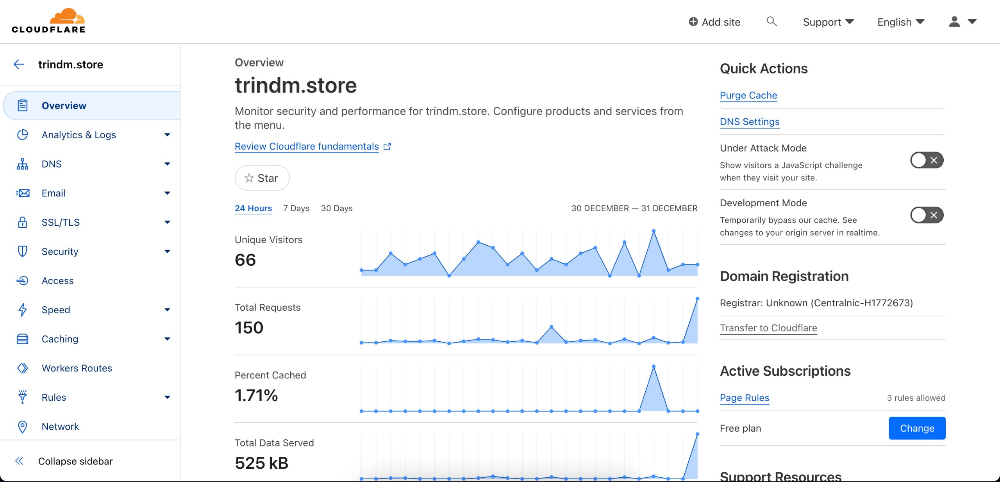 CLOUDFLARE
Add site
Support
English
trindm.store
Overview
Analytics & Logs
DNS
Email
SSL/TLS
Security
Access
Speed
Caching
Workers Routes
Rules
Network
Collapse sidebar
Overview
trindm.store
Monitor security and performance for trindm.store. Configure products and services from
the menu.
Review Cloudflare fundamentals
Star
24 Hours 7 Days 30 Days 30 DECEMBER — 31 DECEMBER
Unique Visitors
66
Total Requests
150
Percent Cached
1.71%
Total Data Served
525 kB
Quick Actions
Purge Cache
DNS Settings
Under Attack Mode
Show visitors a JavaScript challenge
when they visit your site.
Development Mode
Temporarily bypass our cache. See
changes to your origin server in realtime.
Domain Registration
Registrar: Unknown (Centralnic-H1772673)
Transfer to Cloudflare
Active Subscriptions
Page Rules 3 rules allowed
Free plan Change
Support Resources